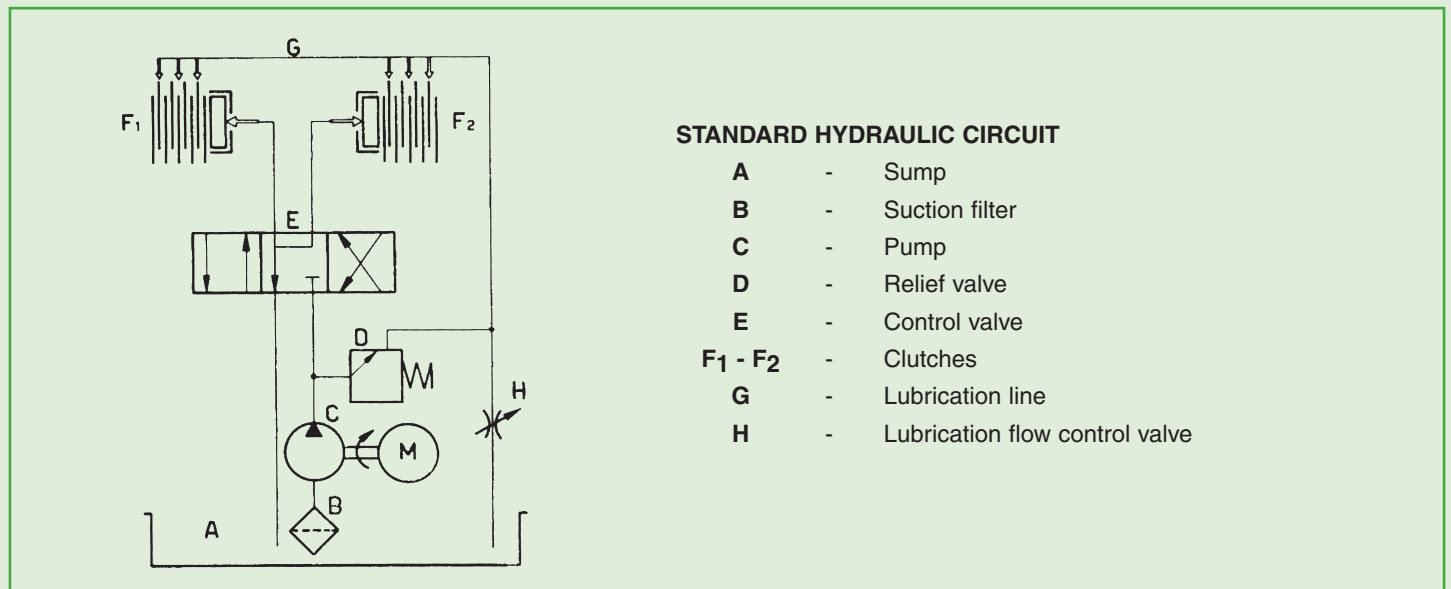 G
F1
F2
E
D
H
C
M
B
A
STANDARD HYDRAULIC CIRCUIT
A - Sump
B - Suction filter
C - Pump
D - Relief valve
E - Control valve
F1 - F2 - Clutches
G - Lubrication line
H - Lubrication flow control valve